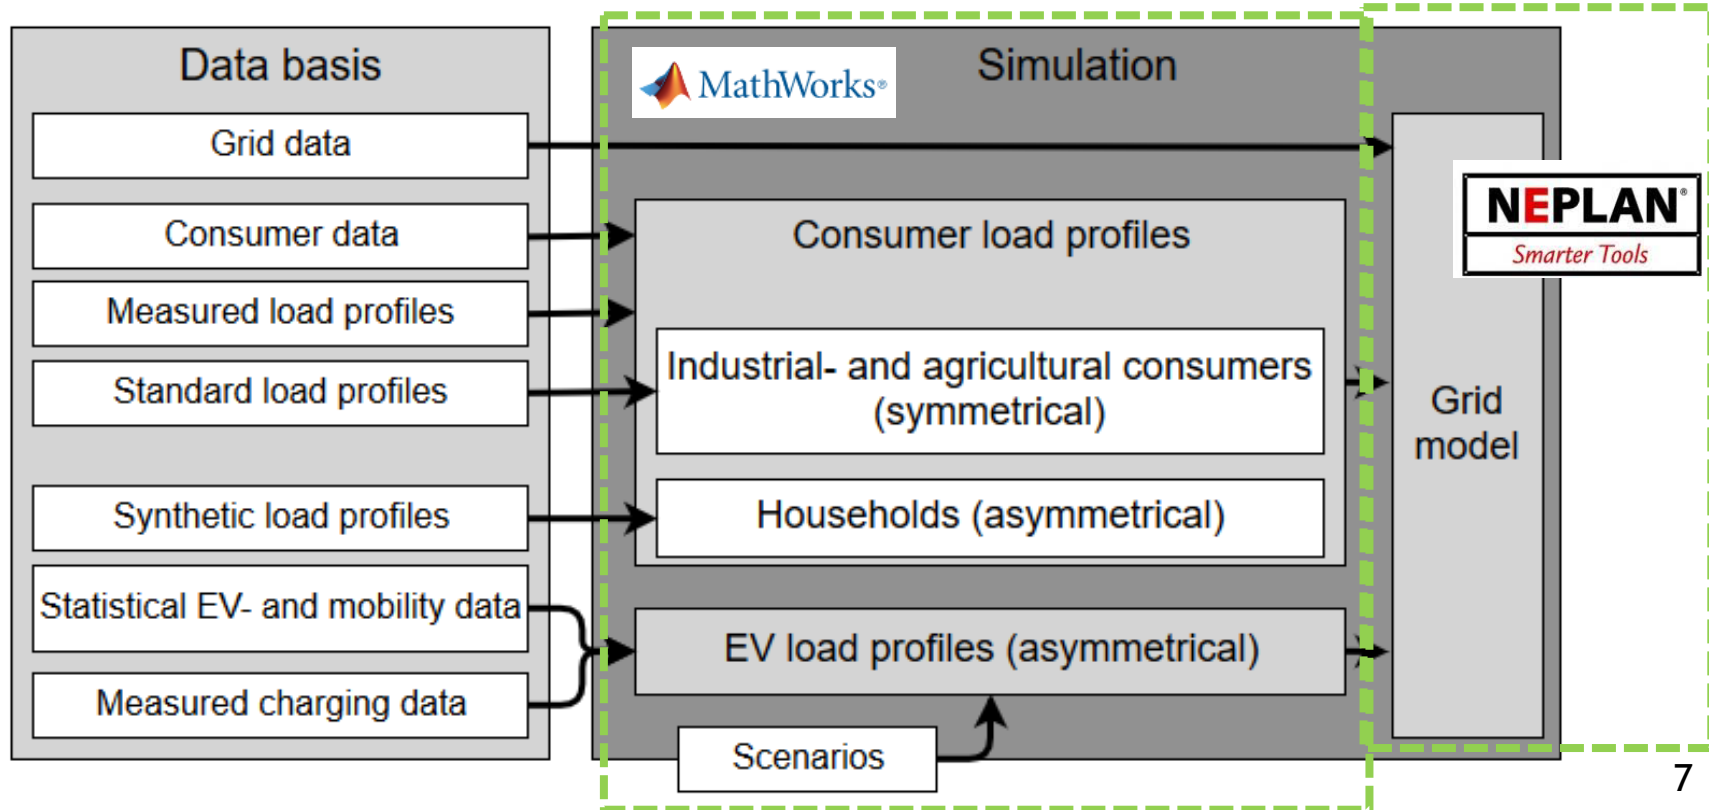 Data basis
Grid data
Consumer data
Measured load profiles
Standard load profiles
Synthetic load profiles
Statistical EV- and mobility data
Measured charging data
MathWorks®
Simulation
Consumer load profiles
Industrial- and agricultural consumers
(symmetrical)
Households (asymmetrical)
EV load profiles (asymmetrical)
Scenarios
Grid
model
NEPLAN®
Smarter Tools
7